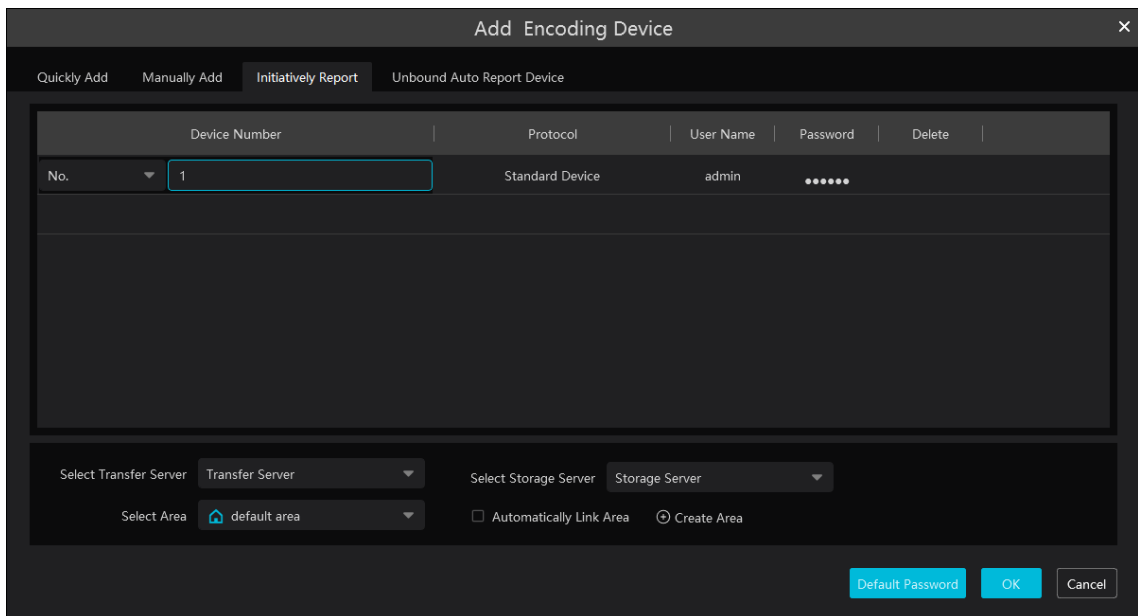 Add Encoding Device
Quickly Add Manually Add Initiatively Report Unbound Auto Report Device
Device Number Protocol User Name Password Delete
No. 1 Standard Device admin ••••••
Select Transfer Server Transfer Server Select Storage Server Storage Server
Select Area default area Automatically Link Area Create Area
Default Password OK Cancel